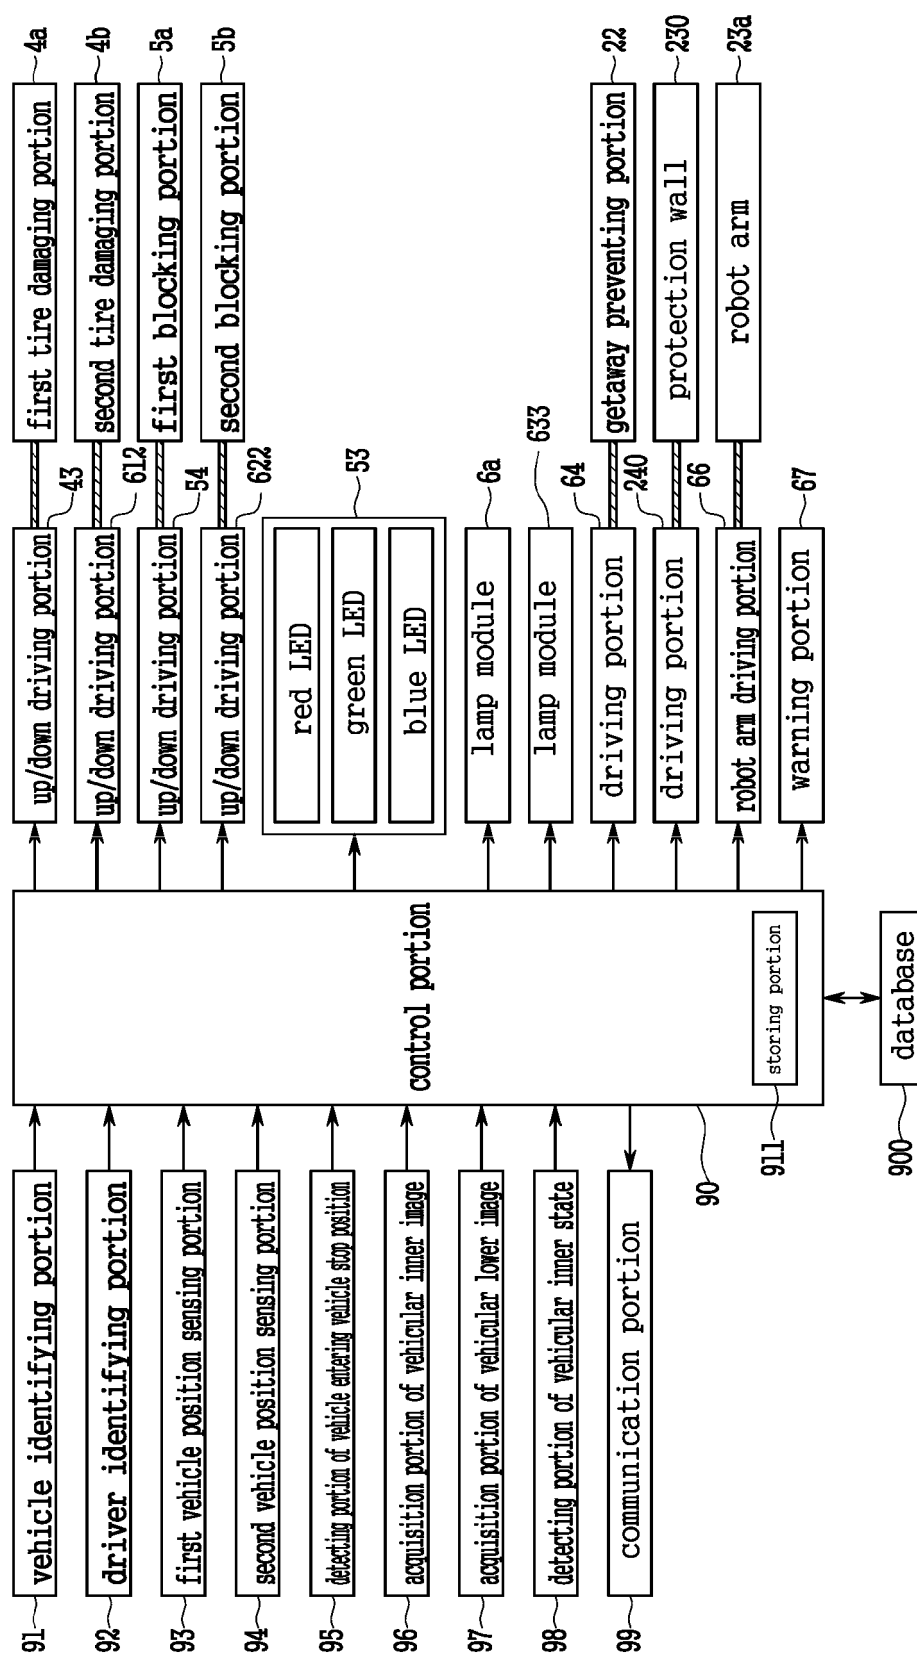 91
vehicle identifying portion
92
driver identifying portion
93
first vehicle position sensing portion
94
second vehicle position sensing portion
95
detecting portion of vehicle entering vehicle stop position
96
acquisition portion of vehicular inner image
97
acquisition portion of vehicular lower image
98
detecting portion of vehicular inner state
99
communication portion
control portion
90
storing portion
911
database
900
up/down driving portion
43
first tire damaging portion
4a
up/down driving portion
612
second tire damaging portion
4b
up/down driving portion
54
first blocking portion
5a
up/down driving portion
622
second blocking portion
5b
red LED
green LED
blue LED
53
lamp module
6a
lamp module
633
driving portion
64
getaway preventing portion
22
driving portion
240
protection wall
230
robot arm driving portion
66
robot arm
23a
warning portion
67